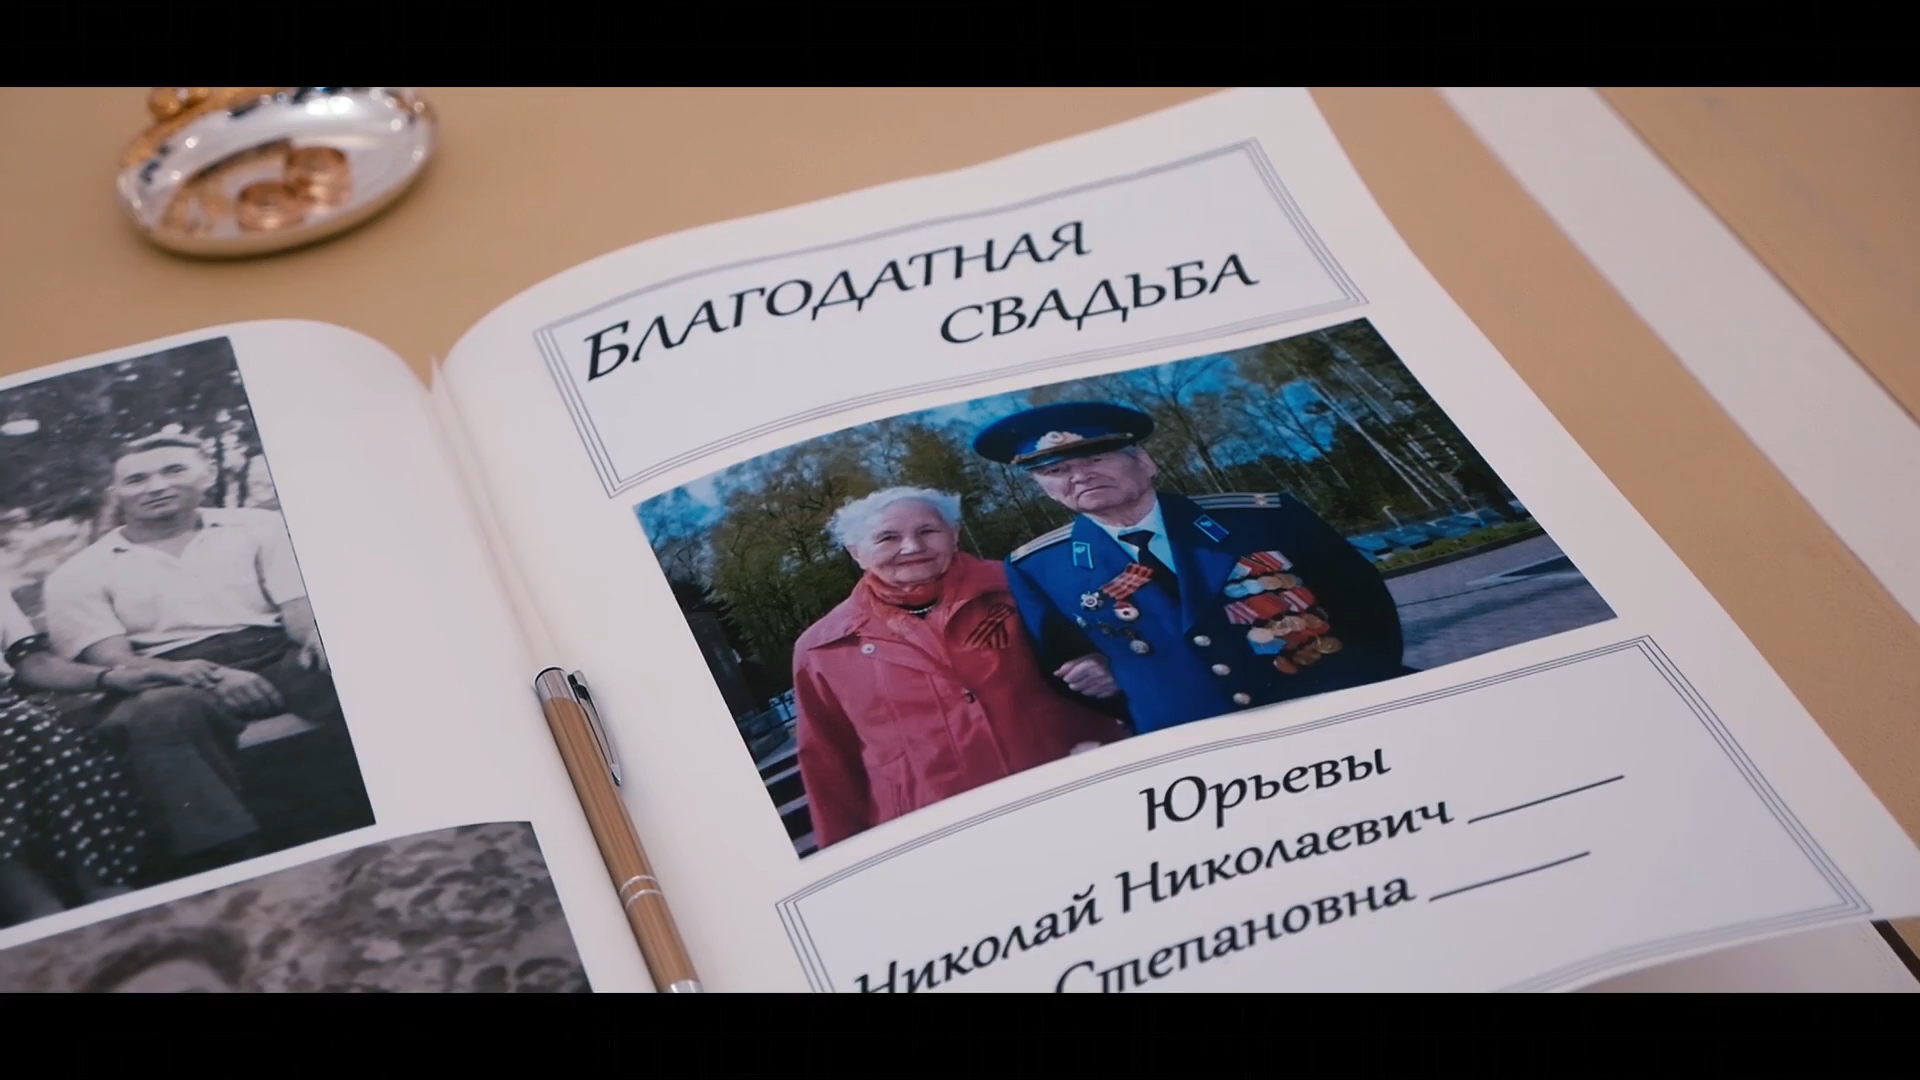 БЛАГОДАТНАЯ
СВАДЬБА
Юрьевы
Николай Николаевич
Степановна